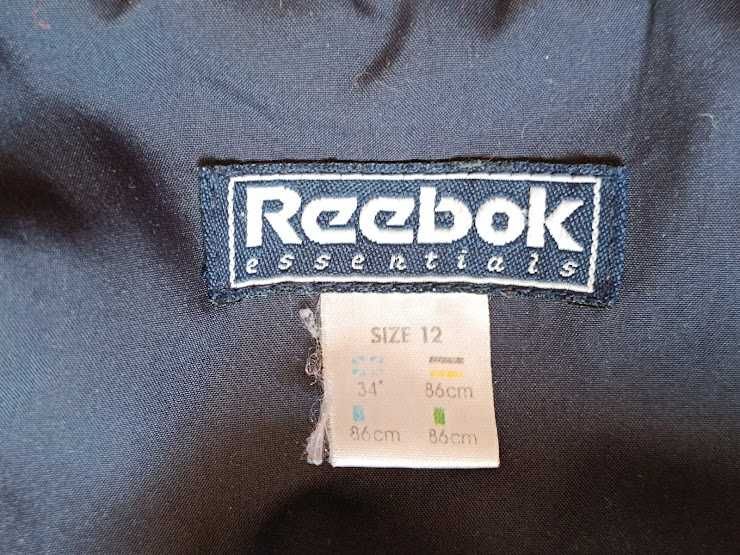 Reebok
essentials
SIZE 12
34" 86cm
86cm 86cm